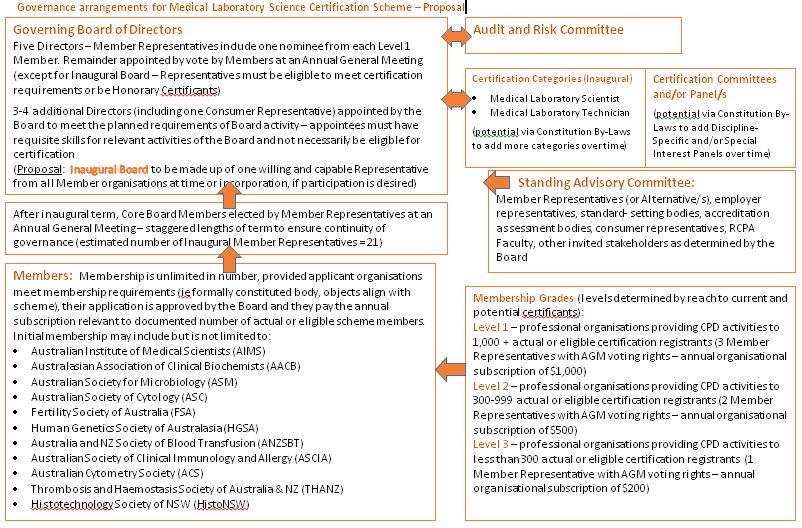 Governance arrangements for Medical Laboratory Science Certification Scheme – Proposal
Governing Board of Directors
Five Directors – Member Representatives include one nominee from each Level 1
Member. Remainder appointed by vote by Members at an Annual General Meeting
(except for Inaugural Board – Representatives must be eligible to meet certification
requirements or be Honorary Certificants)
3-4 additional Directors (including one Consumer Representative) appointed by the
Board to meet the planned requirements of Board activity – appointees must have
requisite skills for relevant activities of the Board and not necessarily be eligible for
certification
(Proposal: Inaugural Board to be made up of one willing and capable Representative
from all Member organisations at time or incorporation, if participation is desired)
After inaugural term, Core Board Members elected by Member Representatives at an
Annual General Meeting – staggered lengths of term to ensure continuity of
governance (estimated number of Inaugural Member Representatives =21)
Members: Membership is unlimited in number, provided applicant organisations
meet membership requirements (ie formally constituted body, objects align with
scheme), their application is approved by the Board and they pay the annual
subscription relevant to documented number of actual or eligible scheme members.
Initial membership may include but is not limited to:
• Australian Institute of Medical Scientists (AIMS)
• Australasian Association of Clinical Biochemists (AACB)
• Australian Society for Microbiology (ASM)
• Australian Society of Cytology (ASC)
• Fertility Society of Australia (FSA)
• Human Genetics Society of Australasia (HGSA)
• Australia and NZ Society of Blood Transfusion (ANZSBT)
• Australian Society of Clinical Immunology and Allergy (ASCIA)
• Australian Cytometry Society (ACS)
• Thrombosis and Haemostasis Society of Australia & NZ (THANZ)
• Histotechnology Society of NSW (HistoNSW)
Audit and Risk Committee
Certification Categories (Inaugural)
• Medical Laboratory Scientist
• Medical Laboratory Technician
(potential via Constitution By-Laws
to add more categories over time)
Certification Committees
and/or Panel/s
(potential via Constitution By-
Laws to add Discipline-
Specific and/or Special
Interest Panels over time)
Standing Advisory Committee:
Member Representatives (or Alternative/s), employer
representatives, standard- setting bodies, accreditation
assessment bodies, consumer representatives, RCPA
Faculty, other invited stakeholders as determined by the
Board
Membership Grades (levels determined by reach to current and
potential certificants):
Level 1 – professional organisations providing CPD activities to
1,000 + actual or eligible certification registrants (3 Member
Representatives with AGM voting rights – annual organisational
subscription of $1,000)
Level 2 – professional organisations providing CPD activities to
300-999 actual or eligible certification registrants (2 Member
Representatives with AGM voting rights – annual organisational
subscription of $500)
Level 3 – professional organisations providing CPD activities to
less than 300 actual or eligible certification registrants (1
Member Representative with AGM voting rights – annual
organisational subscription of $200)